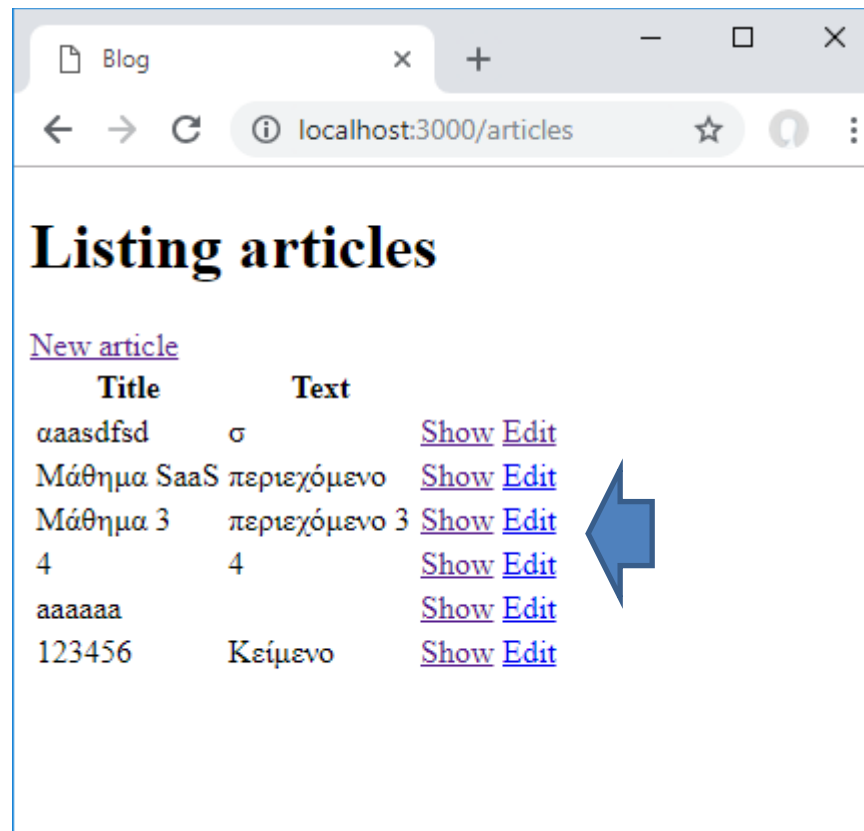 Blog
localhost:3000/articles
Listing articles
New article
Title Text
αaasdfsd σ Show Edit
Μάθημα SaaS περιεχόμενο Show Edit
Μάθημα 3 περιεχόμενο 3 Show Edit
4 4 Show Edit
aaaaaa Show Edit
123456 Κείμενο Show Edit